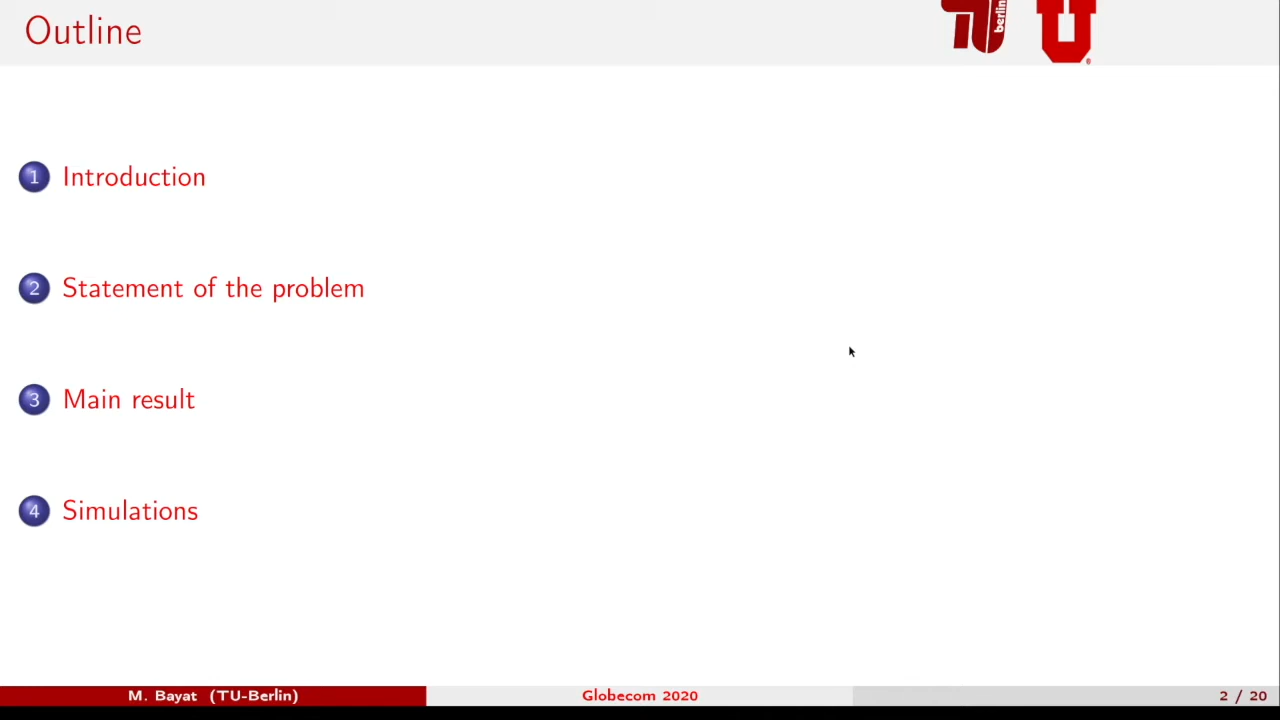 Outline
berlin
U
®
1 Introduction
2 Statement of the problem
3 Main result
4 Simulations
M. Bayat (TU-Berlin) Globecom 2020 2 / 20